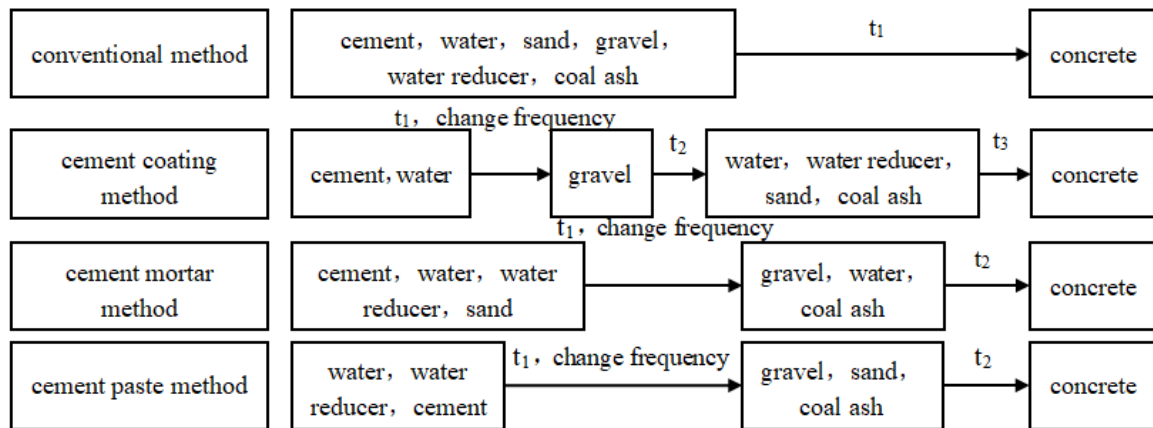 conventional method
cement，water，sand，gravel，
water reducer，coal ash
t₁
concrete
t₁，change frequency
cement coating
method
cement,water
gravel
t₂
water，water reducer，
sand，coal ash
t₃
concrete
t₁，change frequency
cement mortar
method
cement，water，water
reducer，sand
gravel，water，
coal ash
t₂
concrete
cement paste method
water，water
reducer，cement
t₁，change frequency
gravel，sand，
coal ash
t₂
concrete